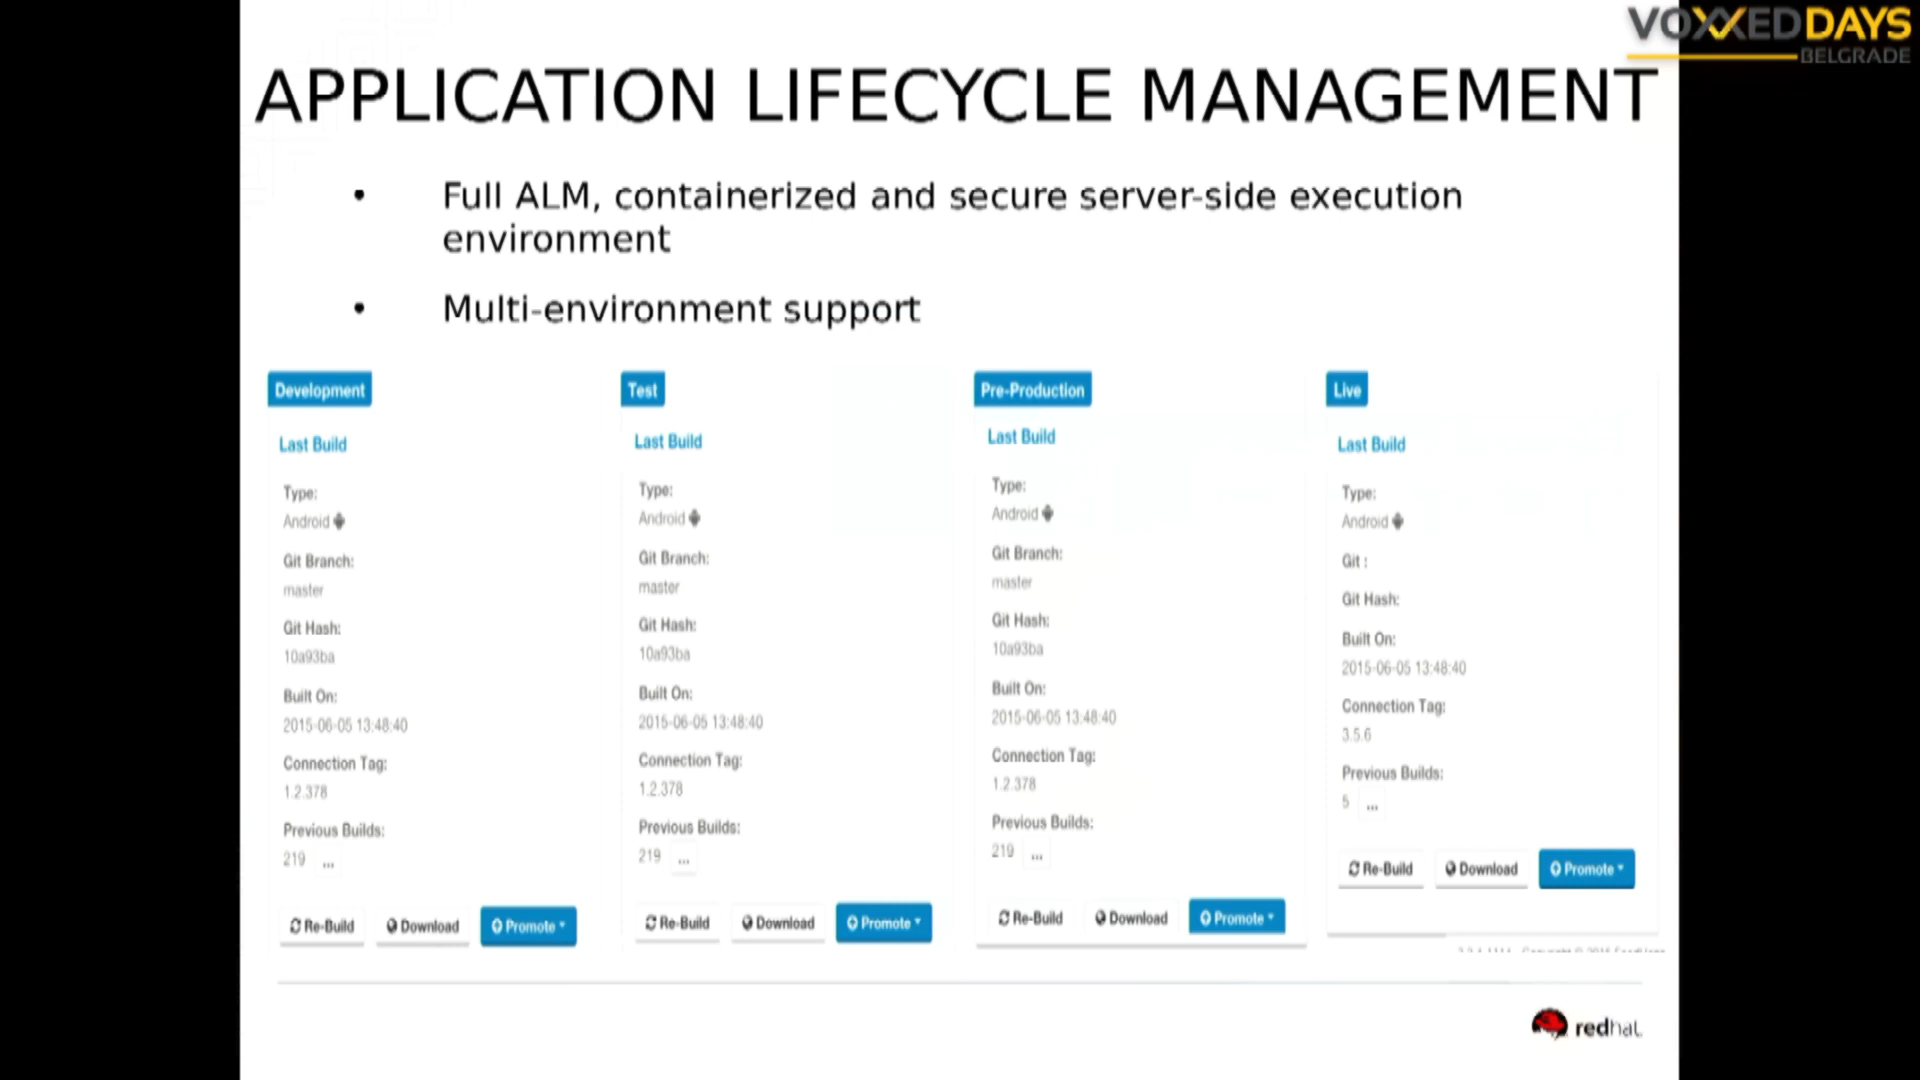 VOXXEDDAYS
BELGRADE
APPLICATION LIFECYCLE MANAGEMENT
• Full ALM, containerized and secure server-side execution
environment
• Multi-environment support
Development
Last Build
Type:
Android
Git Branch:
master
Git Hash:
10a93ba
Built On:
2015-06-05 13:48:40
Connection Tag:
1.2.378
Previous Builds:
219 ...
Re-Build Download Promote
Test
Last Build
Type:
Android
Git Branch:
master
Git Hash:
10a93ba
Built On:
2015-06-05 13:48:40
Connection Tag:
1.2.378
Previous Builds:
219 ...
Re-Build Download Promote
Pre-Production
Last Build
Type:
Android
Git Branch:
master
Git Hash:
10a93ba
Built On:
2015-06-05 13:48:40
Connection Tag:
1.2.378
Previous Builds:
219 ...
Re-Build Download Promote
Live
Last Build
Type:
Android
Git :
Git Hash:
Built On:
2015-06-05 13:48:40
Connection Tag:
3.5.6
Previous Builds:
5 ...
Re-Build Download Promote
redhat